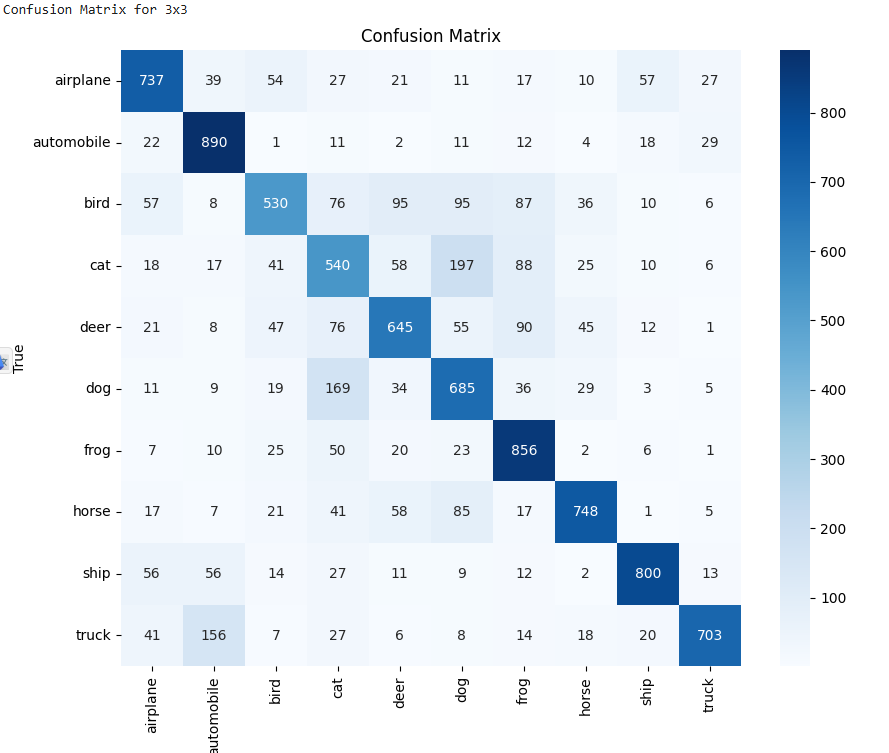 Confusion Matrix for 3x3
Confusion Matrix
airplane 737 39 54 27 21 11 17 10 57 27
automobile 22 890 1 11 2 11 12 4 18 29
bird 57 8 530 76 95 95 87 36 10 6
cat 18 17 41 540 58 197 88 25 10 6
deer 21 8 47 76 645 55 90 45 12 1
dog 11 9 19 169 34 685 36 29 3 5
frog 7 10 25 50 20 23 856 2 6 1
horse 17 7 21 41 58 85 17 748 1 5
ship 56 56 14 27 11 9 12 2 800 13
truck 41 156 7 27 6 8 14 18 20 703
airplane automobile bird cat deer dog frog horse ship truck
True
800
700
600
500
400
300
200
100